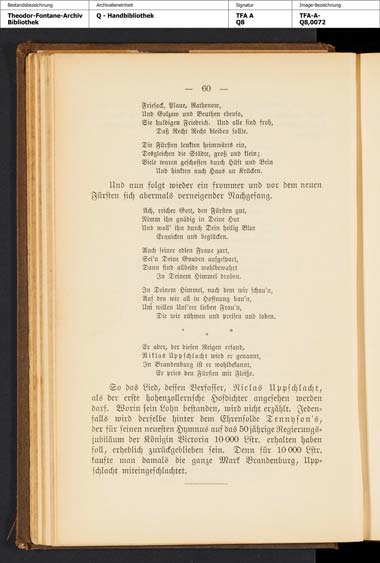 Bestandsbezeichnung
Archivalieneinheit
Signatur
Image-Bezeichnung
Theodor-Fontane-Archiv
Bibliothek
Q - Handbibliothek
TFA A
Q8
TFA-A-
Q8,0072
— 60 —
Friesack, Plaue, Rathenow,
Und Golzow und Beuthen ebenso,
Sie huldigen Friedrich. Und alle sind froh,
Daß Recht Recht bleiben sollte.
Die Fürsten lenkten heimwärts ein,
Desgleichen die Städte, groß und klein;
Viele waren geschossen durch Hüft und Bein
Und hinkten nach Haus an Krücken.
Und nun folgt wieder ein frommer und vor dem neuen
Fürsten sich abermals verneigender Nachgesang.
Ach, reicher Gott, den Fürsten gut,
Nimm ihn gnädig in Deine Hut
Und woll' ihn durch Dein heilig Blut
Erquicken und beglücken.
Auch seiner edlen Fraue zart,
Sei'n Deine Gnaden aufgespart,
Dann sind allbeide wohlbewahrt
In Deinem Himmel droben.
In Deinem Himmel, nach dem wir schau'n,
Auf den wir all in Hoffnung bau'n,
Um willen Uns'rer lieben Frau'n,
Die wir rühmen und preisen und loben.
* * *
Er aber, der diesen Reigen erfand,
Niklas Uppschlacht wird er genannt,
In Brandenburg ist er wohlbekannt,
Er pries den Fürsten mit Fleiße.
So das Lied, dessen Verfasser, Niclas Uppschlacht,
als der erste hohenzollernsche Hofdichter angesehen werden
darf. Worin sein Lohn bestanden, wird nicht erzählt. Jeden-
falls wird derselbe hinter dem Ehrensolde Tennyson's,
der für seinen neuesten Hymnus auf das 50jährige Regierungs-
jubiläum der Königin Victoria 10 000 Lstr. erhalten haben
soll, erheblich zurückgeblieben sein. Denn für 10 000 Lstr.
kaufte man damals die ganze Mark Brandenburg, Upp-
schlacht miteingeschlachtet.